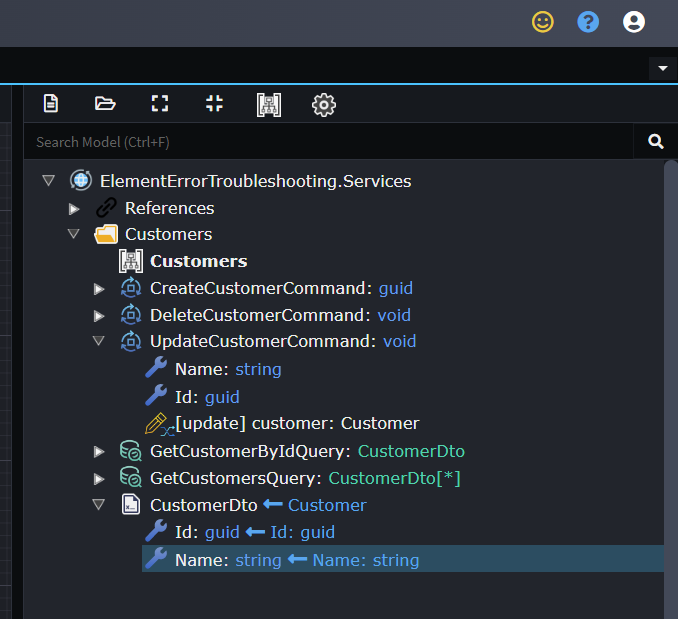 Search Model (Ctrl+F)
ElementErrorTroubleshooting.Services
References
Customers
Customers
CreateCustomerCommand: guid
DeleteCustomerCommand: void
UpdateCustomerCommand: void
Name: string
Id: guid
[update] customer: Customer
GetCustomerByIdQuery: CustomerDto
GetCustomersQuery: CustomerDto[*]
CustomerDto ← Customer
Id: guid ← Id: guid
Name: string ← Name: string